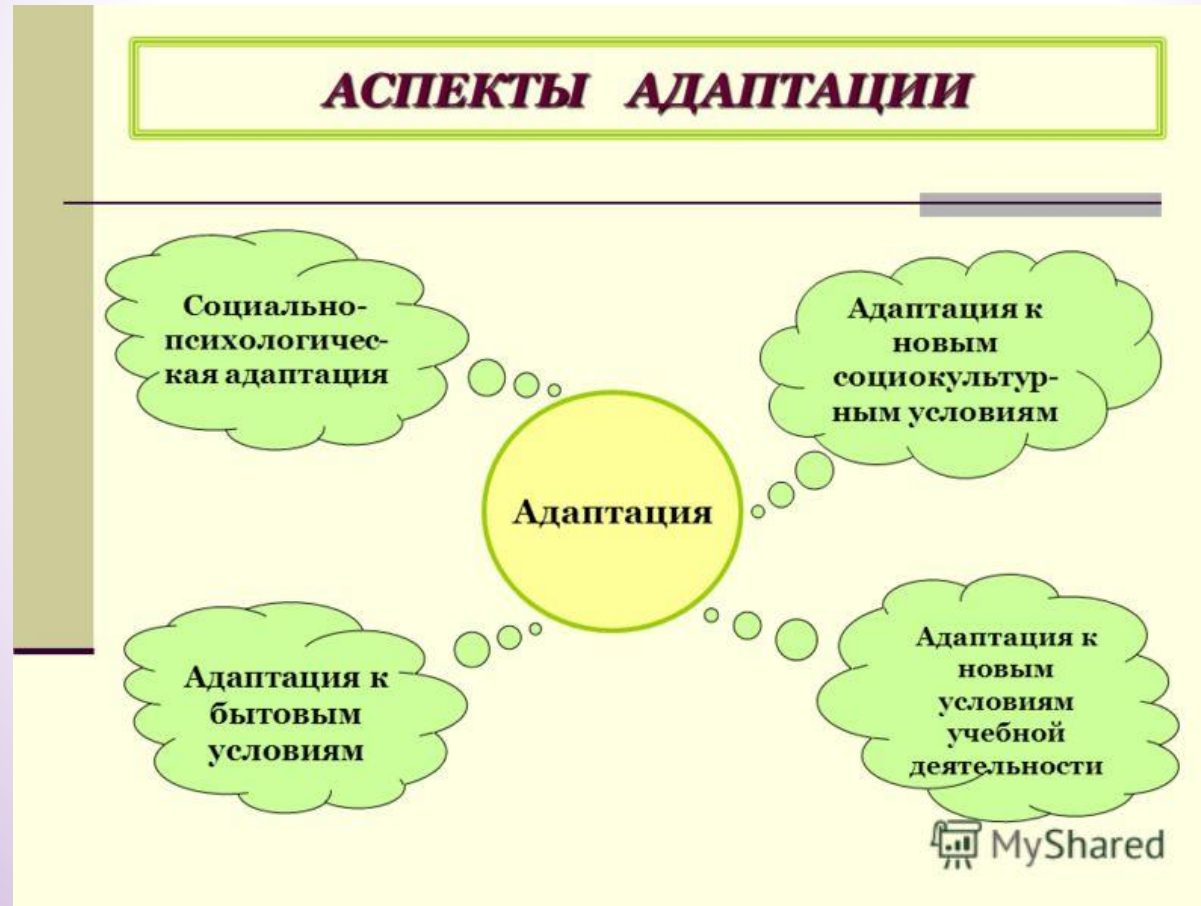 АСПЕКТЫ АДАПТАЦИИ
Социально-
психологичес-
кая адаптация
Адаптация к
новым
социокультур-
ным условиям
Адаптация
Адаптация к
бытовым
условиям
Адаптация к
новым
условиям
учебной
деятельности
MyShared